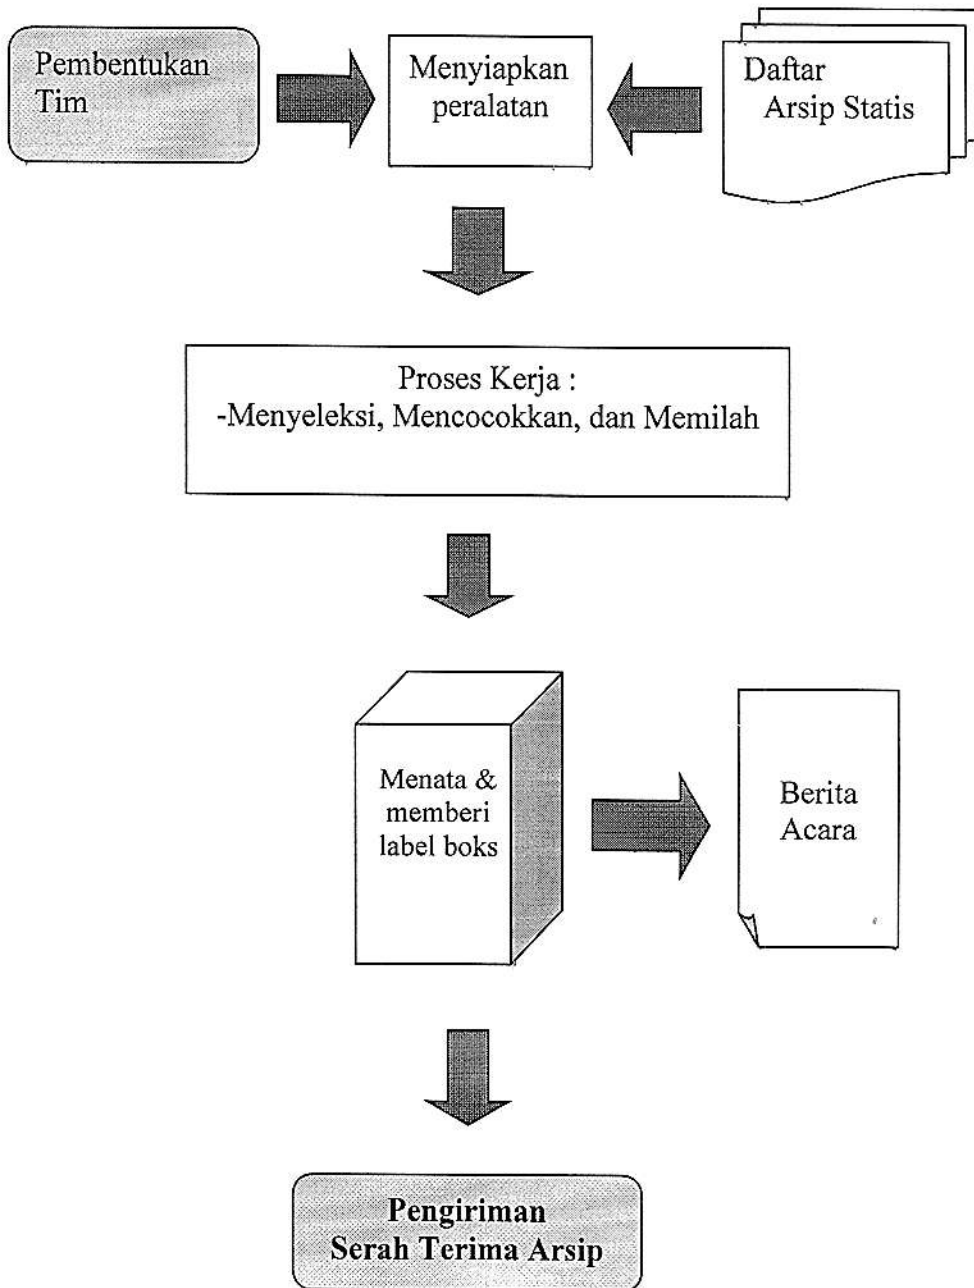 Pembentukan
Tim
Menyiapkan
peralatan
Daftar
Arsip Statis
Proses Kerja :
-Menyeleksi, Mencocokkan, dan Memilah
Menata &
memberi
label boks
Berita
Acara
Pengiriman
Serah Terima Arsip